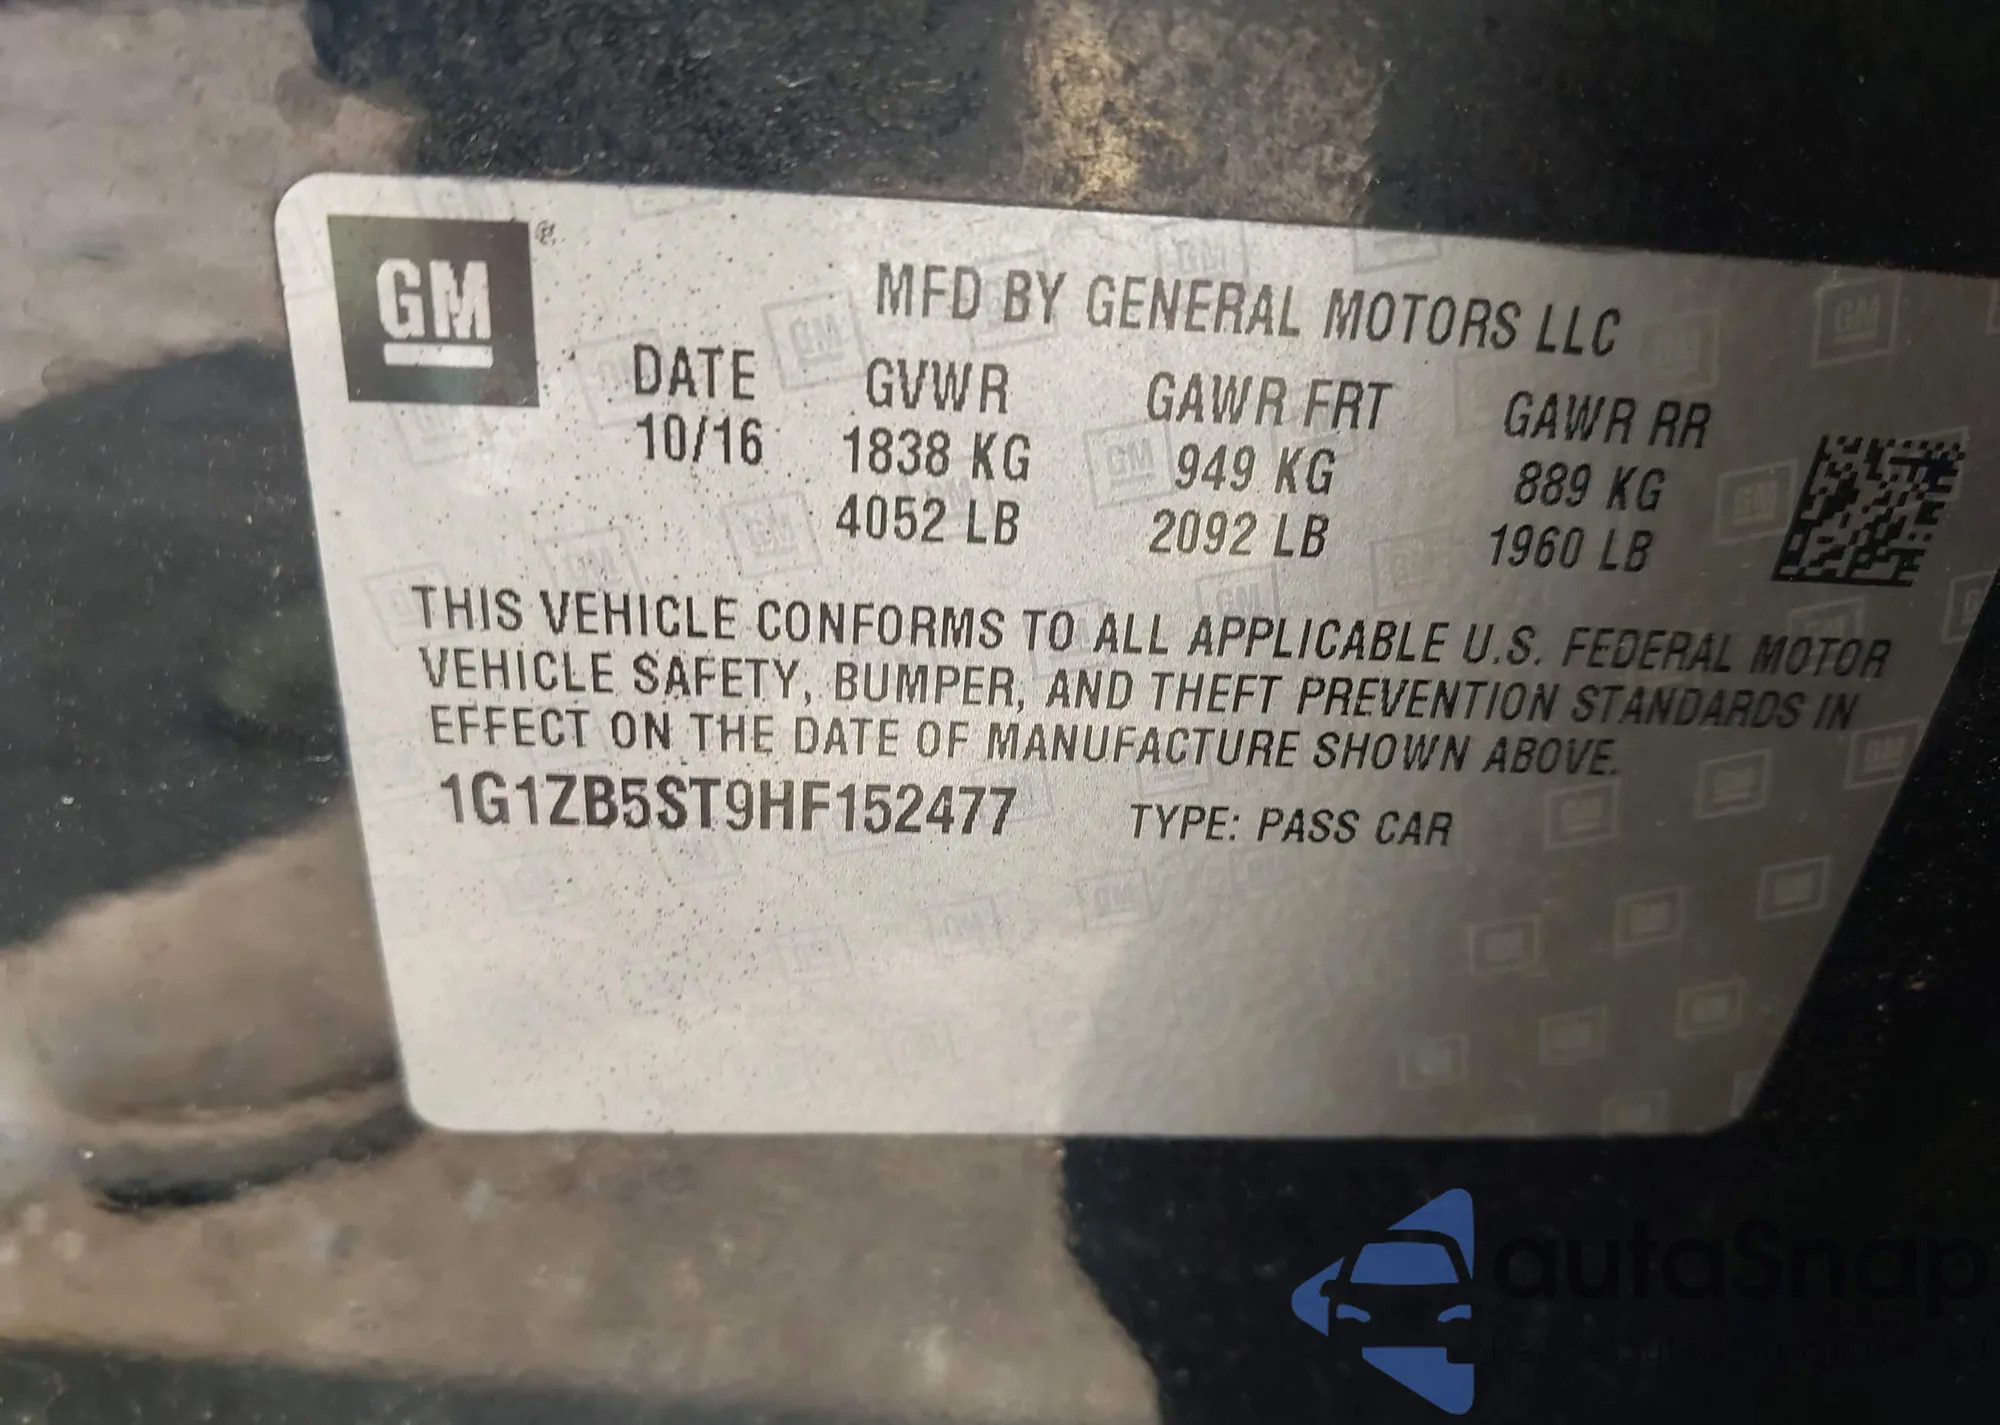 GM
MFD BY GENERAL MOTORS LLC
DATE GVWR GAWR FRT GAWR RR
10/16 1838 KG 949 KG 889 KG
4052 LB 2092 LB 1960 LB
THIS VEHICLE CONFORMS TO ALL APPLICABLE U.S. FEDERAL MOTOR
VEHICLE SAFETY, BUMPER, AND THEFT PREVENTION STANDARDS IN
EFFECT ON THE DATE OF MANUFACTURE SHOWN ABOVE.
1G1ZB5ST9HF152477 TYPE: PASS CAR
autoSnap